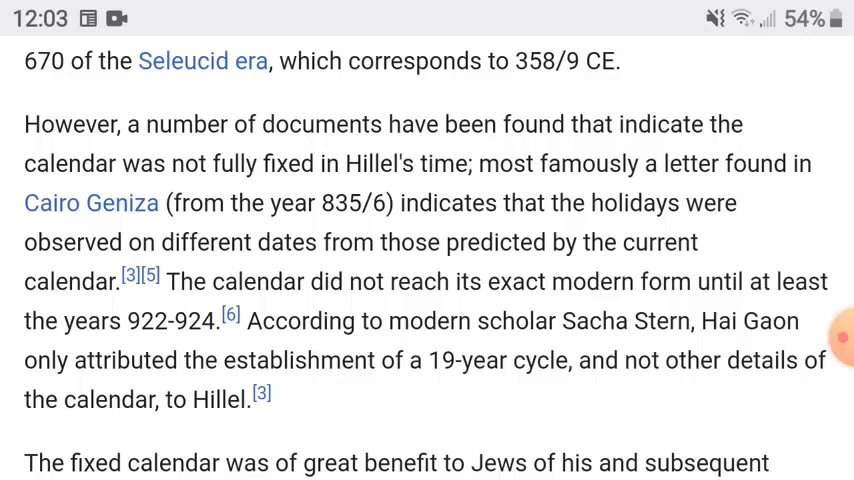 12:03 54%
670 of the Seleucid era, which corresponds to 358/9 CE.
However, a number of documents have been found that indicate the
calendar was not fully fixed in Hillel's time; most famously a letter found in
Cairo Geniza (from the year 835/6) indicates that the holidays were
observed on different dates from those predicted by the current
calendar.[3][5] The calendar did not reach its exact modern form until at least
the years 922-924.[6] According to modern scholar Sacha Stern, Hai Gaon
only attributed the establishment of a 19-year cycle, and not other details of
the calendar, to Hillel.[3]
The fixed calendar was of great benefit to Jews of his and subsequent